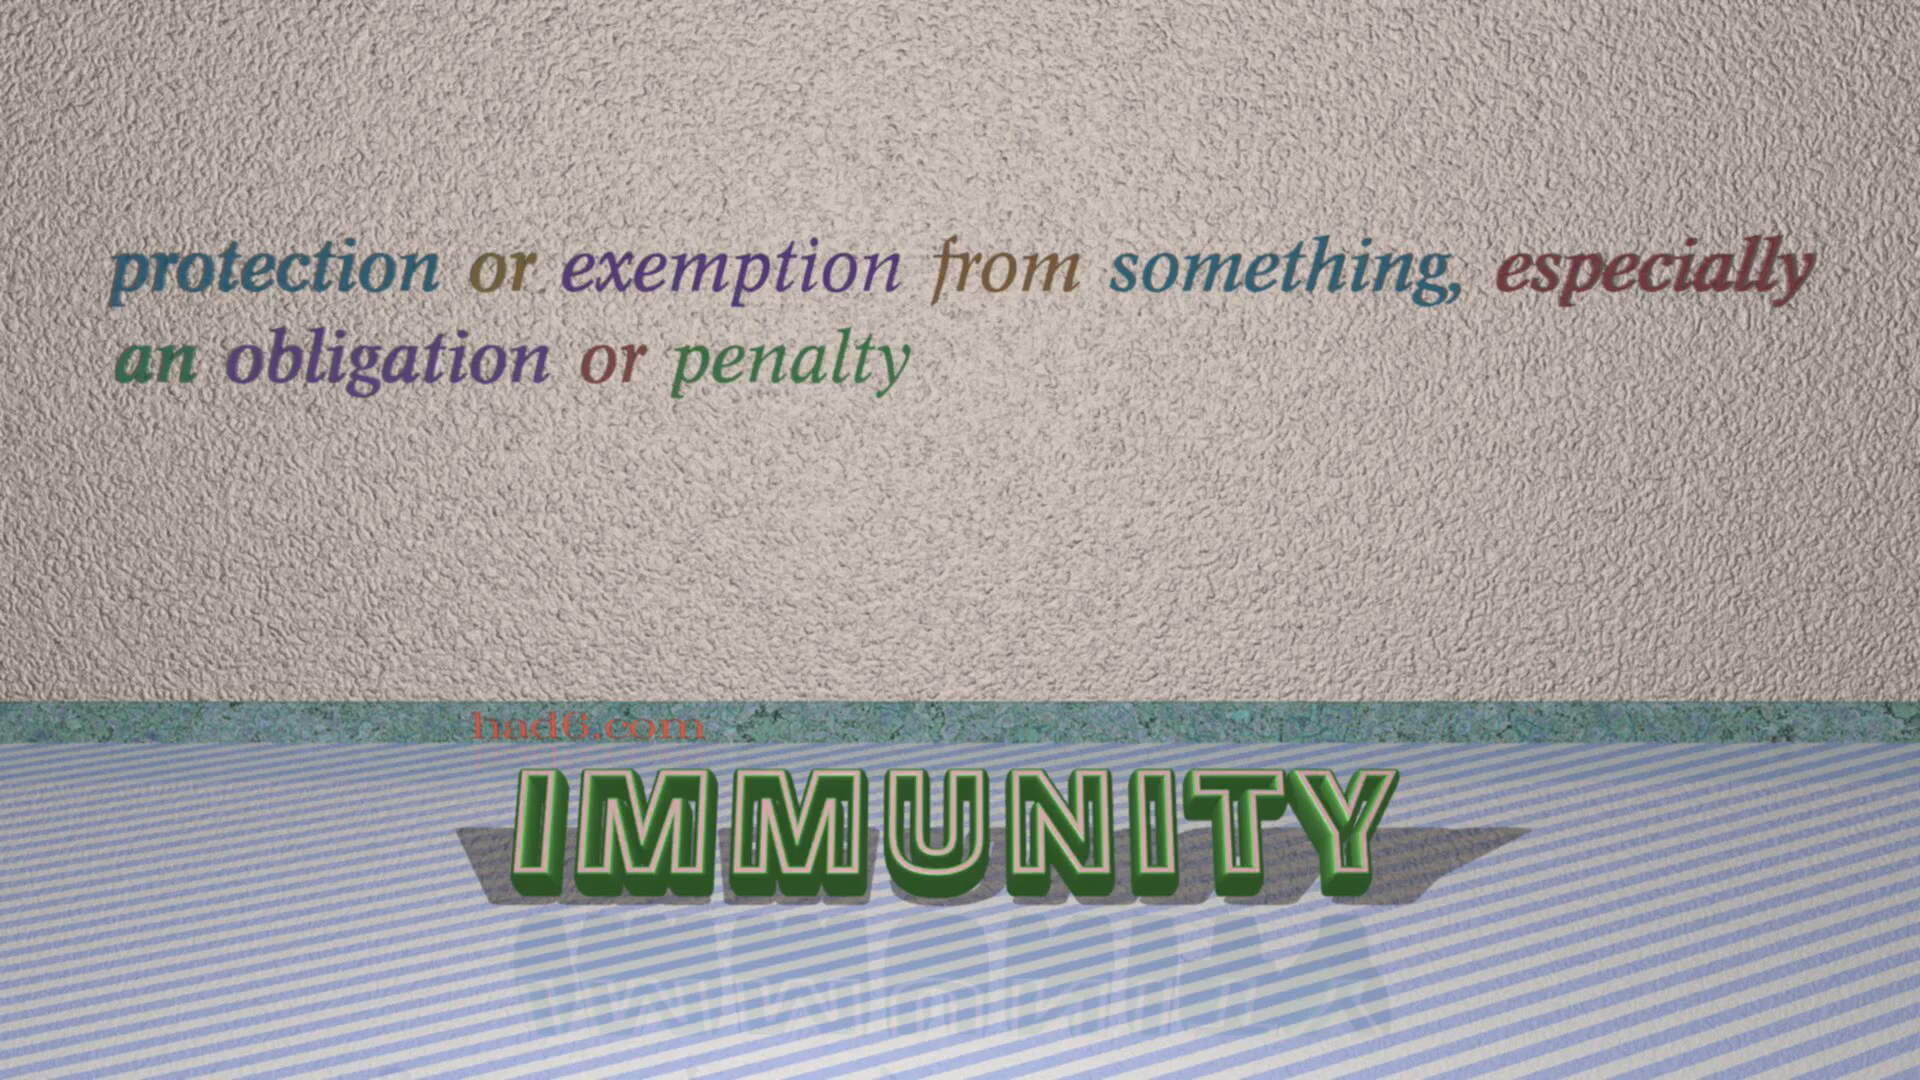 protection or exemption from something, especially
an obligation or penalty
had6.com
IMMUNITY